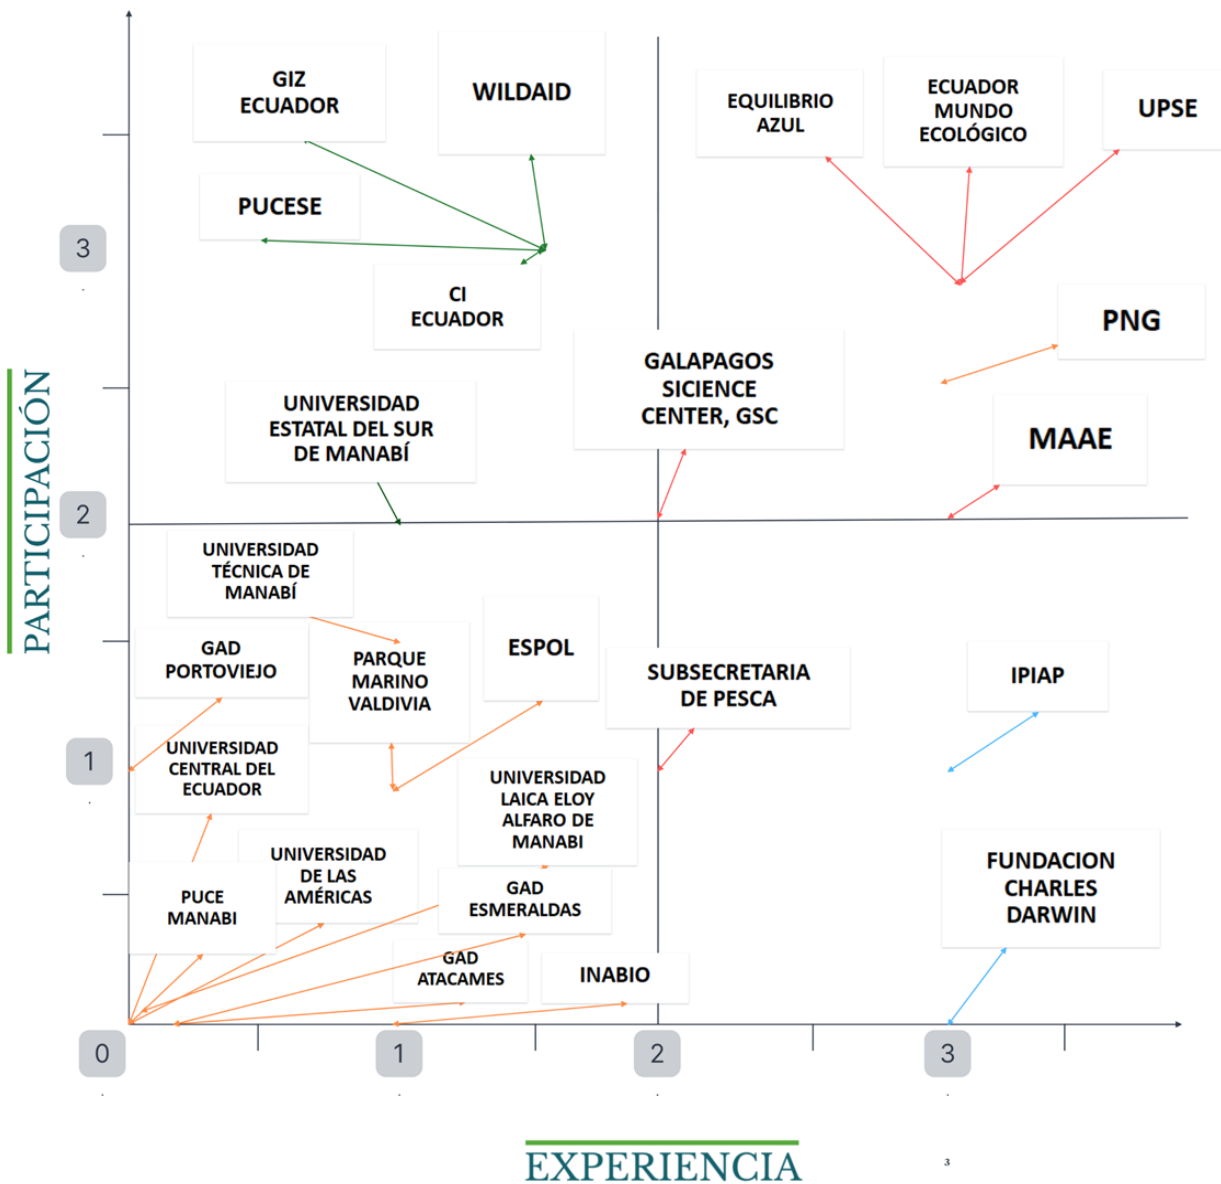 GIZ
ECUADOR
WILDAID
EQUILIBRIO
AZUL
ECUADOR
MUNDO
ECOLÓGICO
UPSE
PUCESE
3
CI
ECUADOR
PNG
GALAPAGOS
SICIENCE
CENTER, GSC
UNIVERSIDAD
ESTATAL DEL SUR
DE MANABÍ
MAAE
PARTICIPACIÓN
2
UNIVERSIDAD
TÉCNICA DE
MANABÍ
GAD
PORTOVIEJO
PARQUE
MARINO
VALDIVIA
ESPOL
SUBSECRETARIA
DE PESCA
IPIAP
1
UNIVERSIDAD
CENTRAL DEL
ECUADOR
UNIVERSIDAD
LAICA ELOY
ALFARO DE
MANABI
UNIVERSIDAD
DE LAS
AMÉRICAS
PUCE
MANABI
GAD
ESMERALDAS
FUNDACION
CHARLES
DARWIN
GAD
ATACAMES
INABIO
0
1
2
3
EXPERIENCIA
3